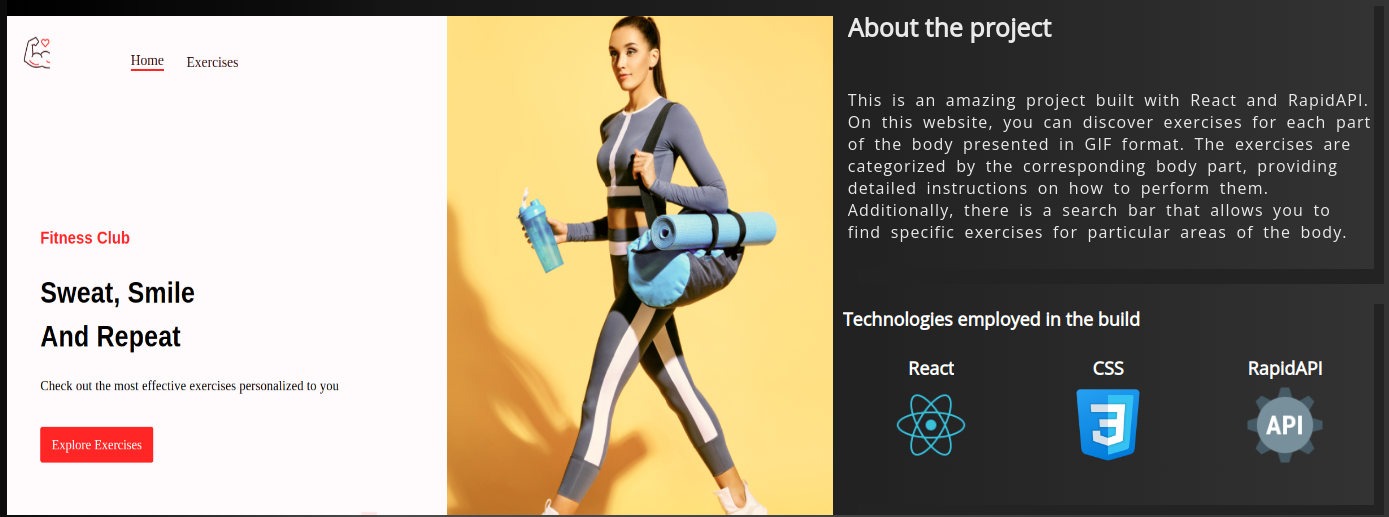 Home
Exercises
Fitness Club
Sweat, Smile
And Repeat
Check out the most effective exercises personalized to you
Explore Exercises
About the project
This is an amazing project built with React and RapidAPI.
On this website, you can discover exercises for each part
of the body presented in GIF format. The exercises are
categorized by the corresponding body part, providing
detailed instructions on how to perform them.
Additionally, there is a search bar that allows you to
find specific exercises for particular areas of the body.
Technologies employed in the build
React
CSS
RapidAPI
3
API